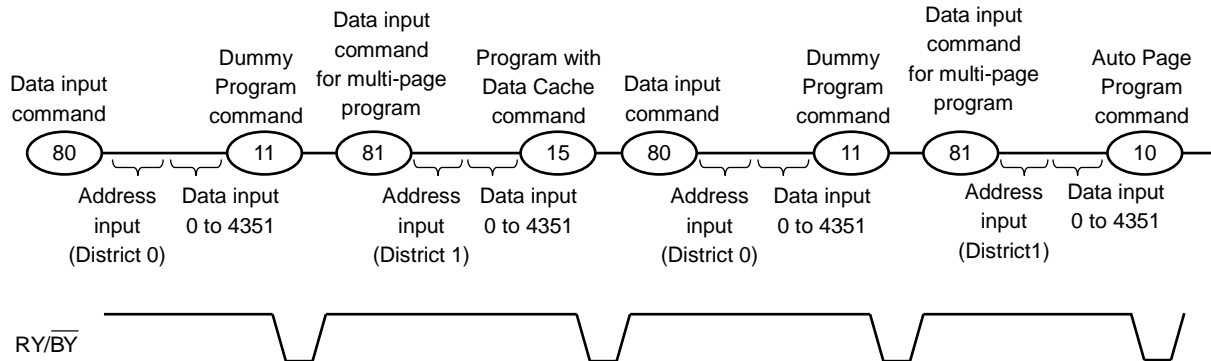 Data input
command
Dummy
Program
command
Data input
command
for multi-page
program
Program with
Data Cache
command
Data input
command
Dummy
Program
command
Data input
command
for multi-page
program
Auto Page
Program
command
80
11
81
15
80
11
81
10
Address
input
(District 0)
Data input
0 to 4351
Address
input
(District 1)
Data input
0 to 4351
Address
input
(District 0)
Data input
0 to 4351
Address
input
(District1)
Data input
0 to 4351
RY/B̅Y̅